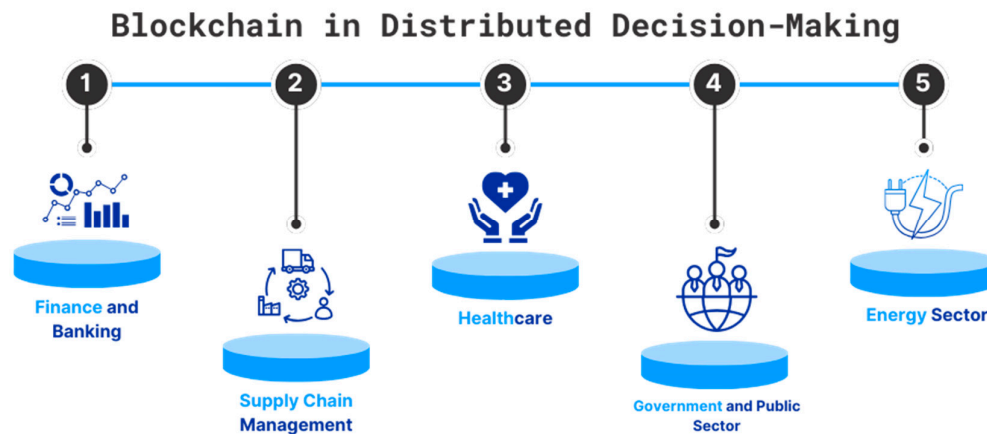 Blockchain in Distributed Decision-Making
1
2
3
4
5
Finance and
Banking
Supply Chain
Management
Healthcare
Government and Public
Sector
Energy Sector